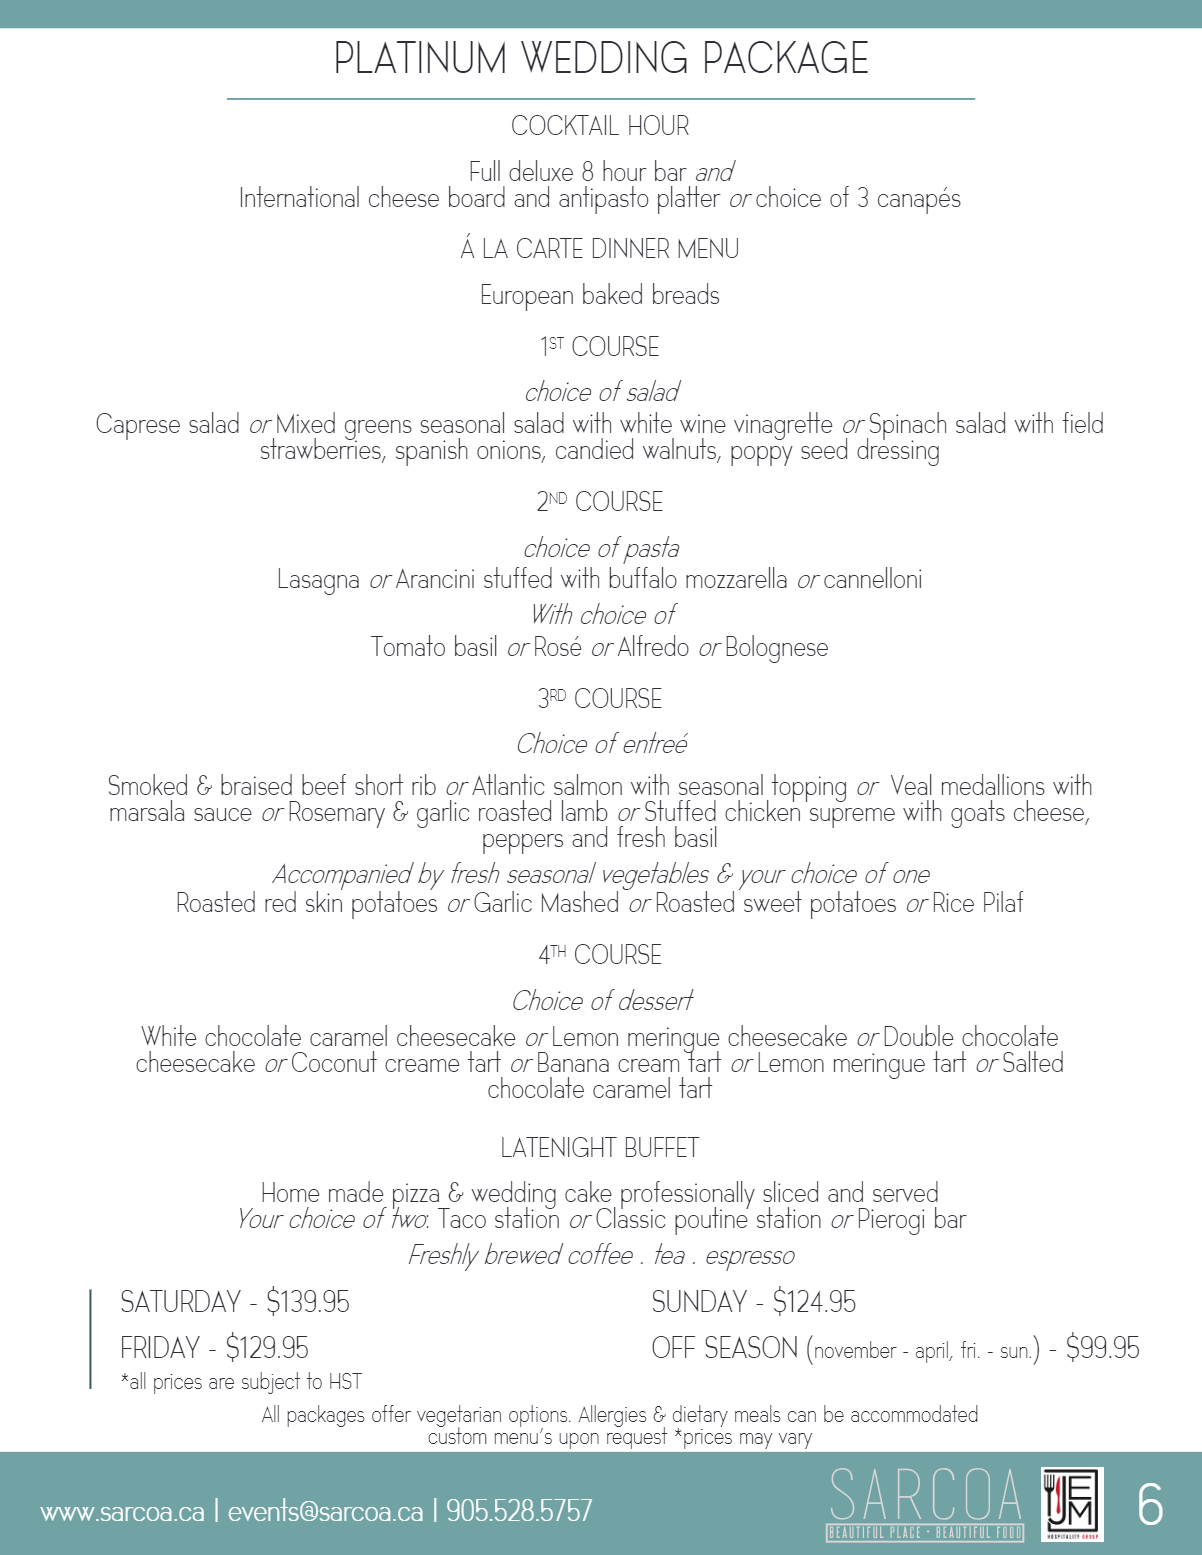 PLATINUM WEDDING PACKAGE
COCKTAIL HOUR
Full deluxe 8 hour bar and
International cheese board and antipasto platter or choice of 3 canapés
Á LA CARTE DINNER MENU
European baked breads
1ST COURSE
choice of salad
Caprese salad or Mixed greens seasonal salad with white wine vinagrette or Spinach salad with field
strawberries, spanish onions, candied walnuts, poppy seed dressing
2ND COURSE
choice of pasta
Lasagna or Arancini stuffed with buffalo mozzarella or cannelloni
With choice of
Tomato basil or Rosé or Alfredo or Bolognese
3RD COURSE
Choice of entreé
Smoked & braised beef short rib or Atlantic salmon with seasonal topping or Veal medallions with
marsala sauce or Rosemary & garlic roasted lamb or Stuffed chicken supreme with goats cheese,
peppers and fresh basil
Accompanied by fresh seasonal vegetables & your choice of one
Roasted red skin potatoes or Garlic Mashed or Roasted sweet potatoes or Rice Pilaf
4TH COURSE
Choice of dessert
White chocolate caramel cheesecake or Lemon meringue cheesecake or Double chocolate
cheesecake or Coconut creame tart or Banana cream tart or Lemon meringue tart or Salted
chocolate caramel tart
LATENIGHT BUFFET
Home made pizza & wedding cake professionally sliced and served
Your choice of two: Taco station or Classic poutine station or Pierogi bar
Freshly brewed coffee . tea . espresso
SATURDAY - $139.95
FRIDAY - $129.95
*all prices are subject to HST
SUNDAY - $124.95
OFF SEASON (november - april, fri. - sun.) - $99.95
All packages offer vegetarian options. Allergies & dietary meals can be accommodated
custom menu's upon request *prices may vary
www.sarcoa.ca | events@sarcoa.ca | 905.528.5757
SARCOA
BEAUTIFUL PLACE • BEAUTIFUL FOOD
JEM
HOSPITALITY GROUP
6